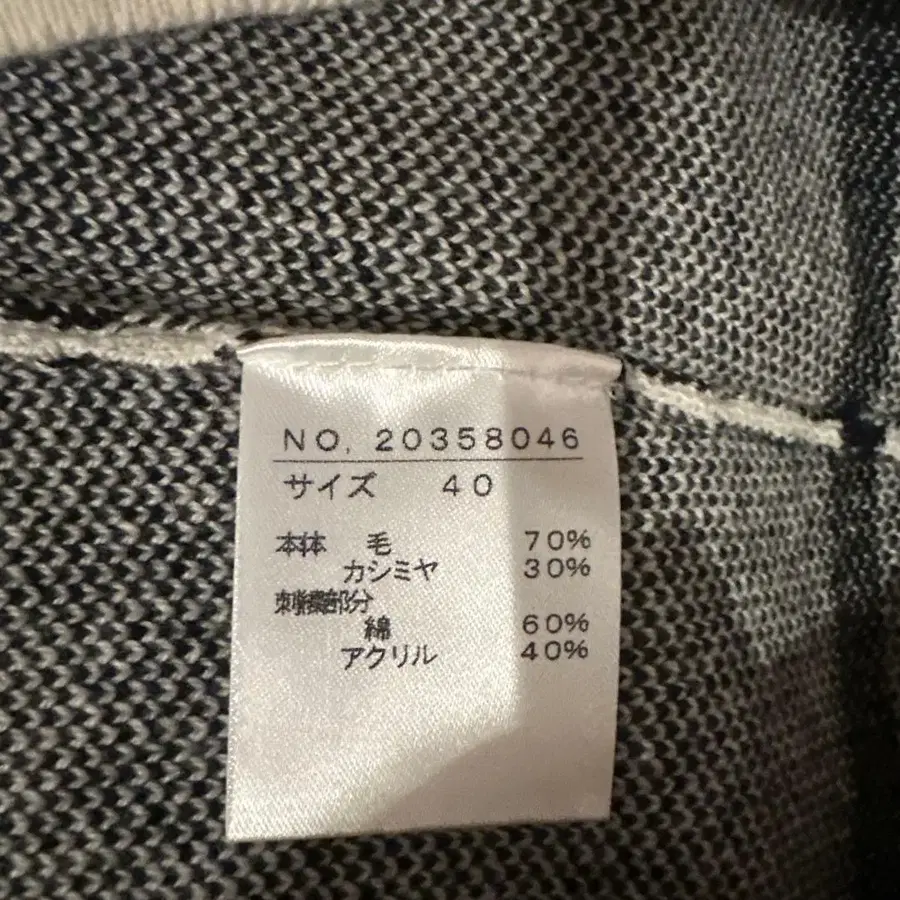 NO. 20358046
サイズ 40
本体 毛 70%
カシミヤ 30%
刺繍部分
綿 60%
アクリル 40%